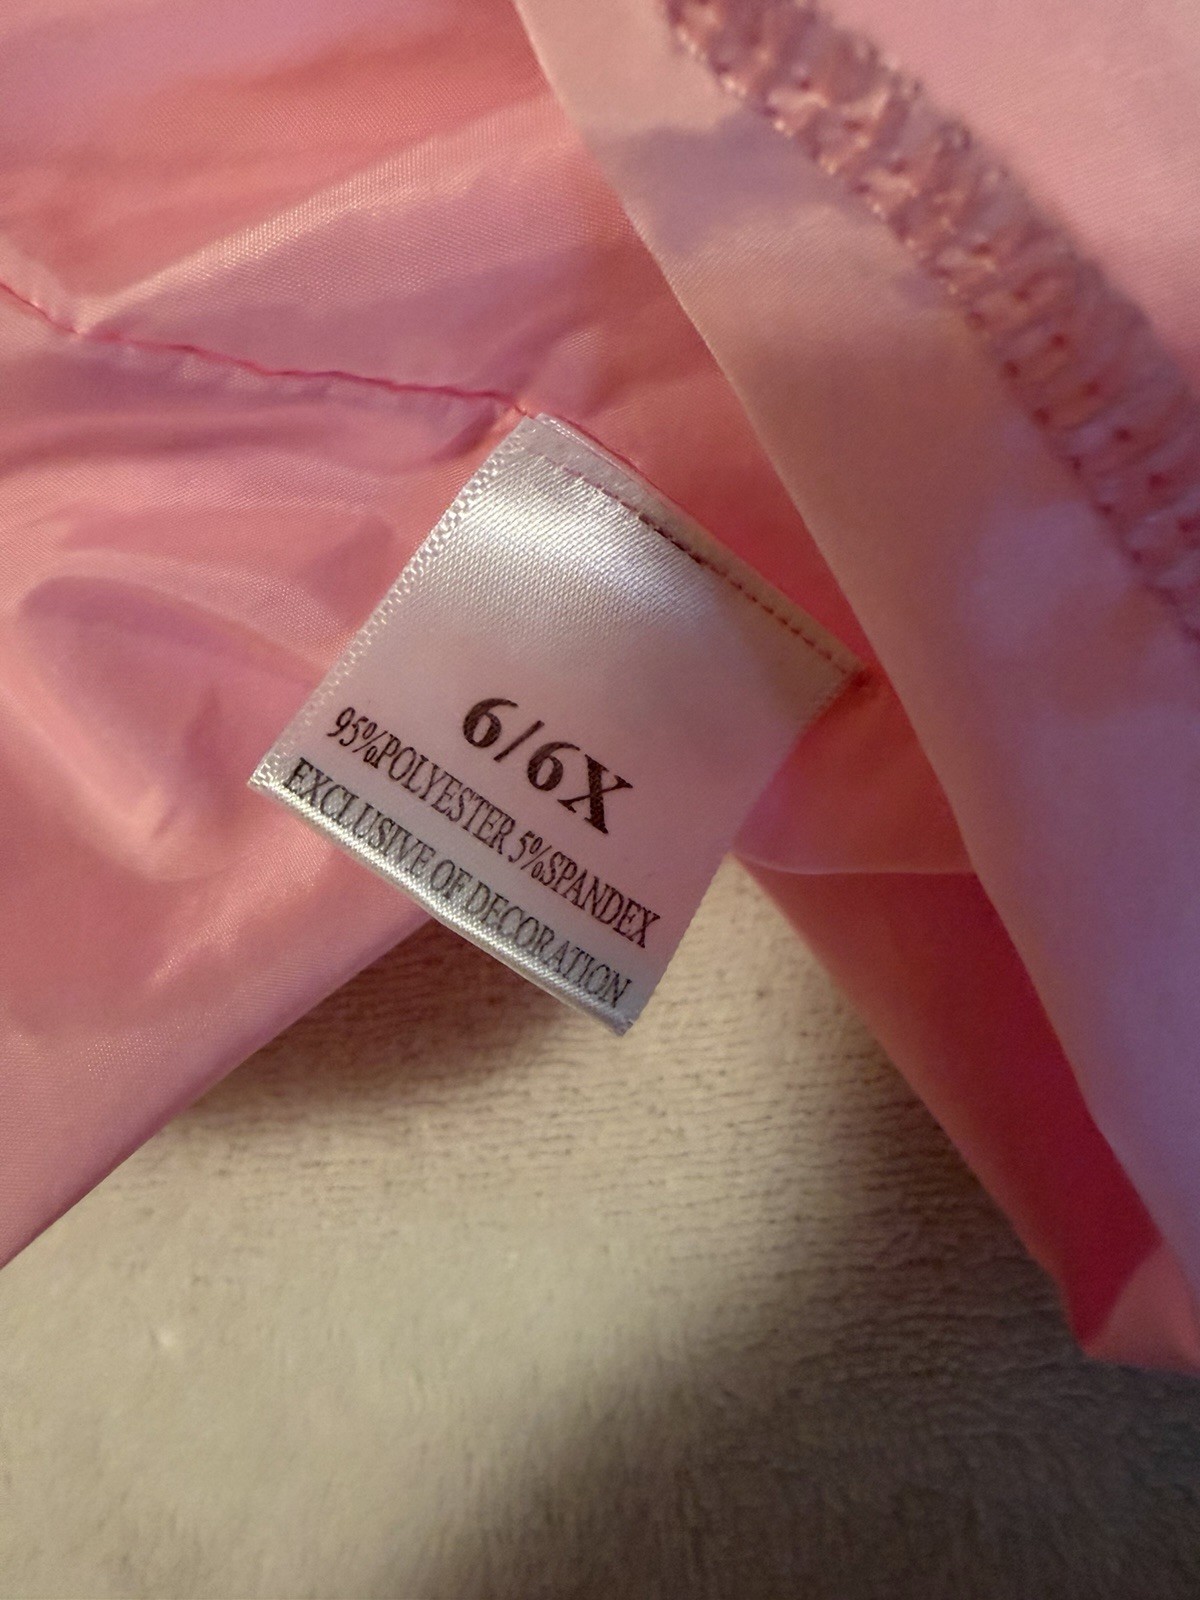 6/6X
95%POLYESTER 5%SPANDEX
EXCLUSIVE OF DECORATION